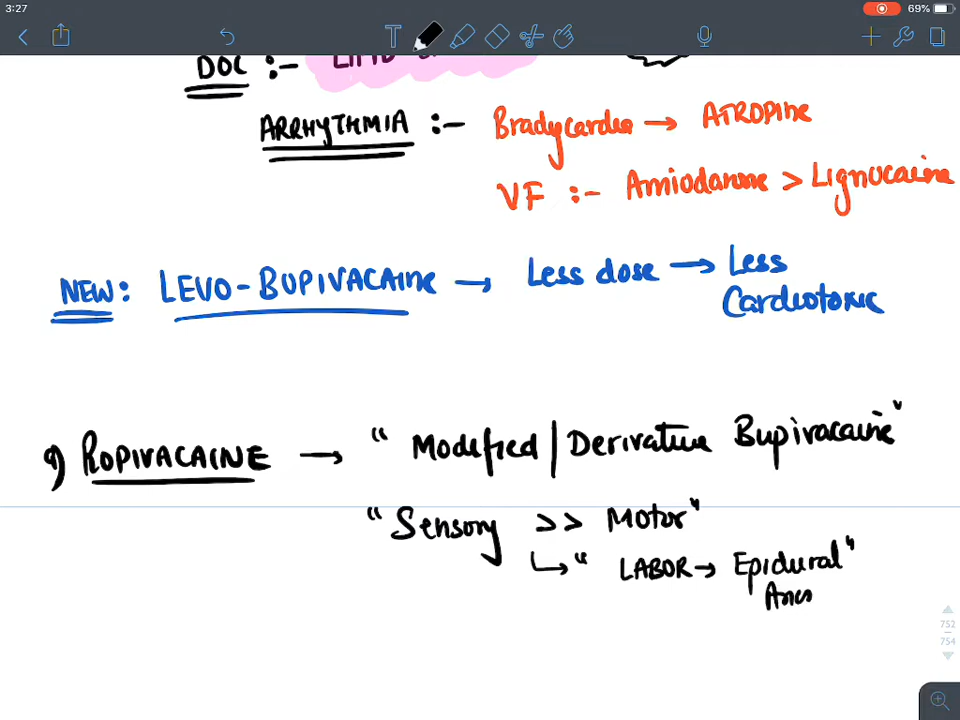 3:27
69%
T
DOC :-
ARRHYTHMIA :- Bradycardia → ATROPINE
VF :- Amiodarone > Lignocaine
NEW: LEVO-BUPIVACAINE → Less dose → Less
Cardiotoxic
9) ROPIVACAINE → "Modified / Derivative Bupivacaine"
"Sensory >> Motor"
↳ "LABOR → Epidural"
752
754